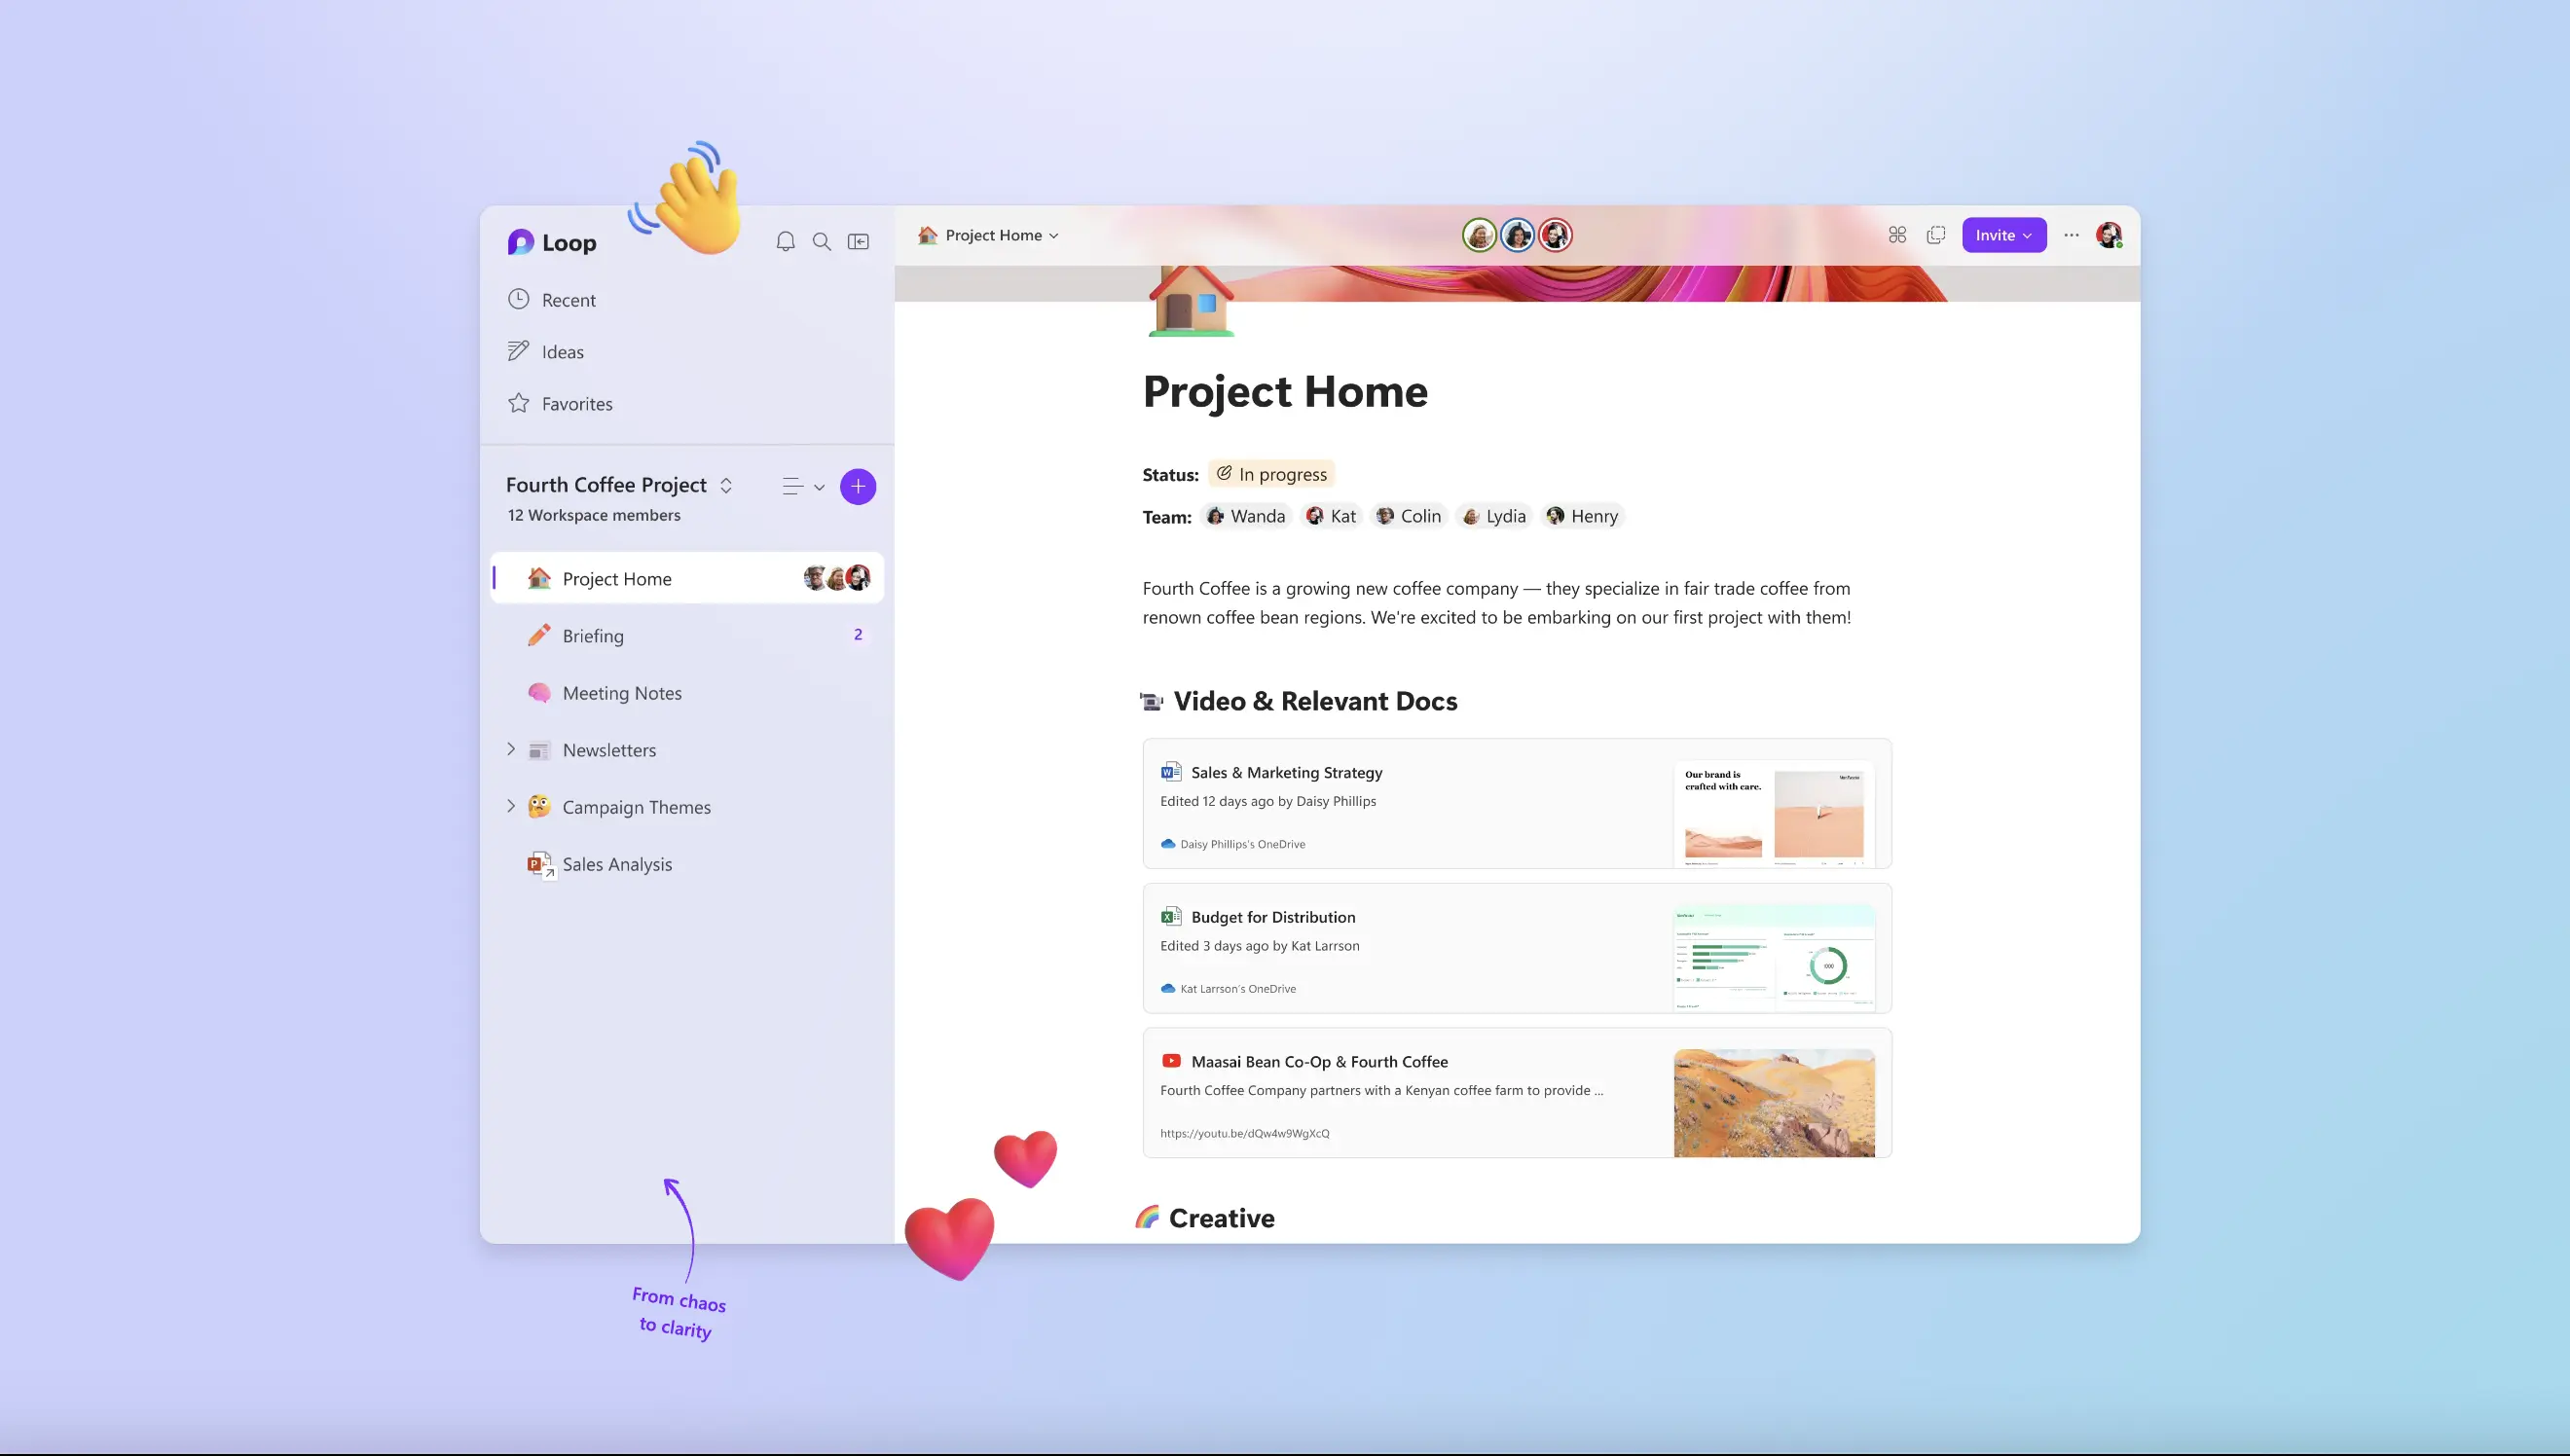 Loop
Recent
Ideas
Favorites
Fourth Coffee Project
12 Workspace members
Project Home
Briefing
2
Meeting Notes
Newsletters
Campaign Themes
Sales Analysis
From chaos
to clarity
Project Home
Invite
Project Home
Status: In progress
Team: Wanda Kat Colin Lydia Henry
Fourth Coffee is a growing new coffee company — they specialize in fair trade coffee from
renown coffee bean regions. We're excited to be embarking on our first project with them!
Video & Relevant Docs
Sales & Marketing Strategy
Edited 12 days ago by Daisy Phillips
Daisy Phillips's OneDrive
Our brand is
crafted with care.
Budget for Distribution
Edited 3 days ago by Kat Larrson
Kat Larrson's OneDrive
Maasai Bean Co-Op & Fourth Coffee
Fourth Coffee Company partners with a Kenyan coffee farm to provide ...
https://youtu.be/dQw4w9WgXcQ
Creative